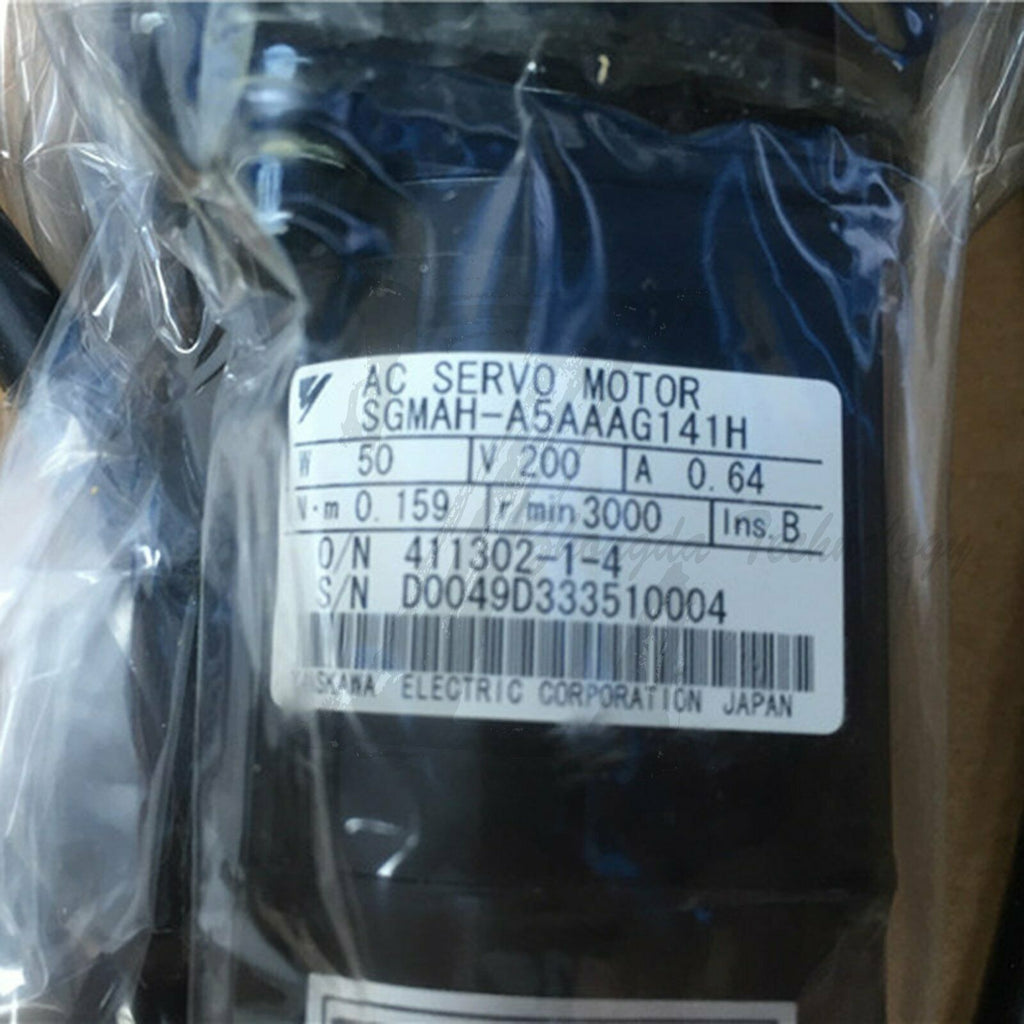 AC SERVO MOTOR
SGMAH-A5AAAG141H
W 50 V 200 A 0.64
N·m 0.159 r min 3000 Ins. B
O/N 411302-1-4
S/N D0049D333510004
YASKAWA ELECTRIC CORPORATION JAPAN
Technology